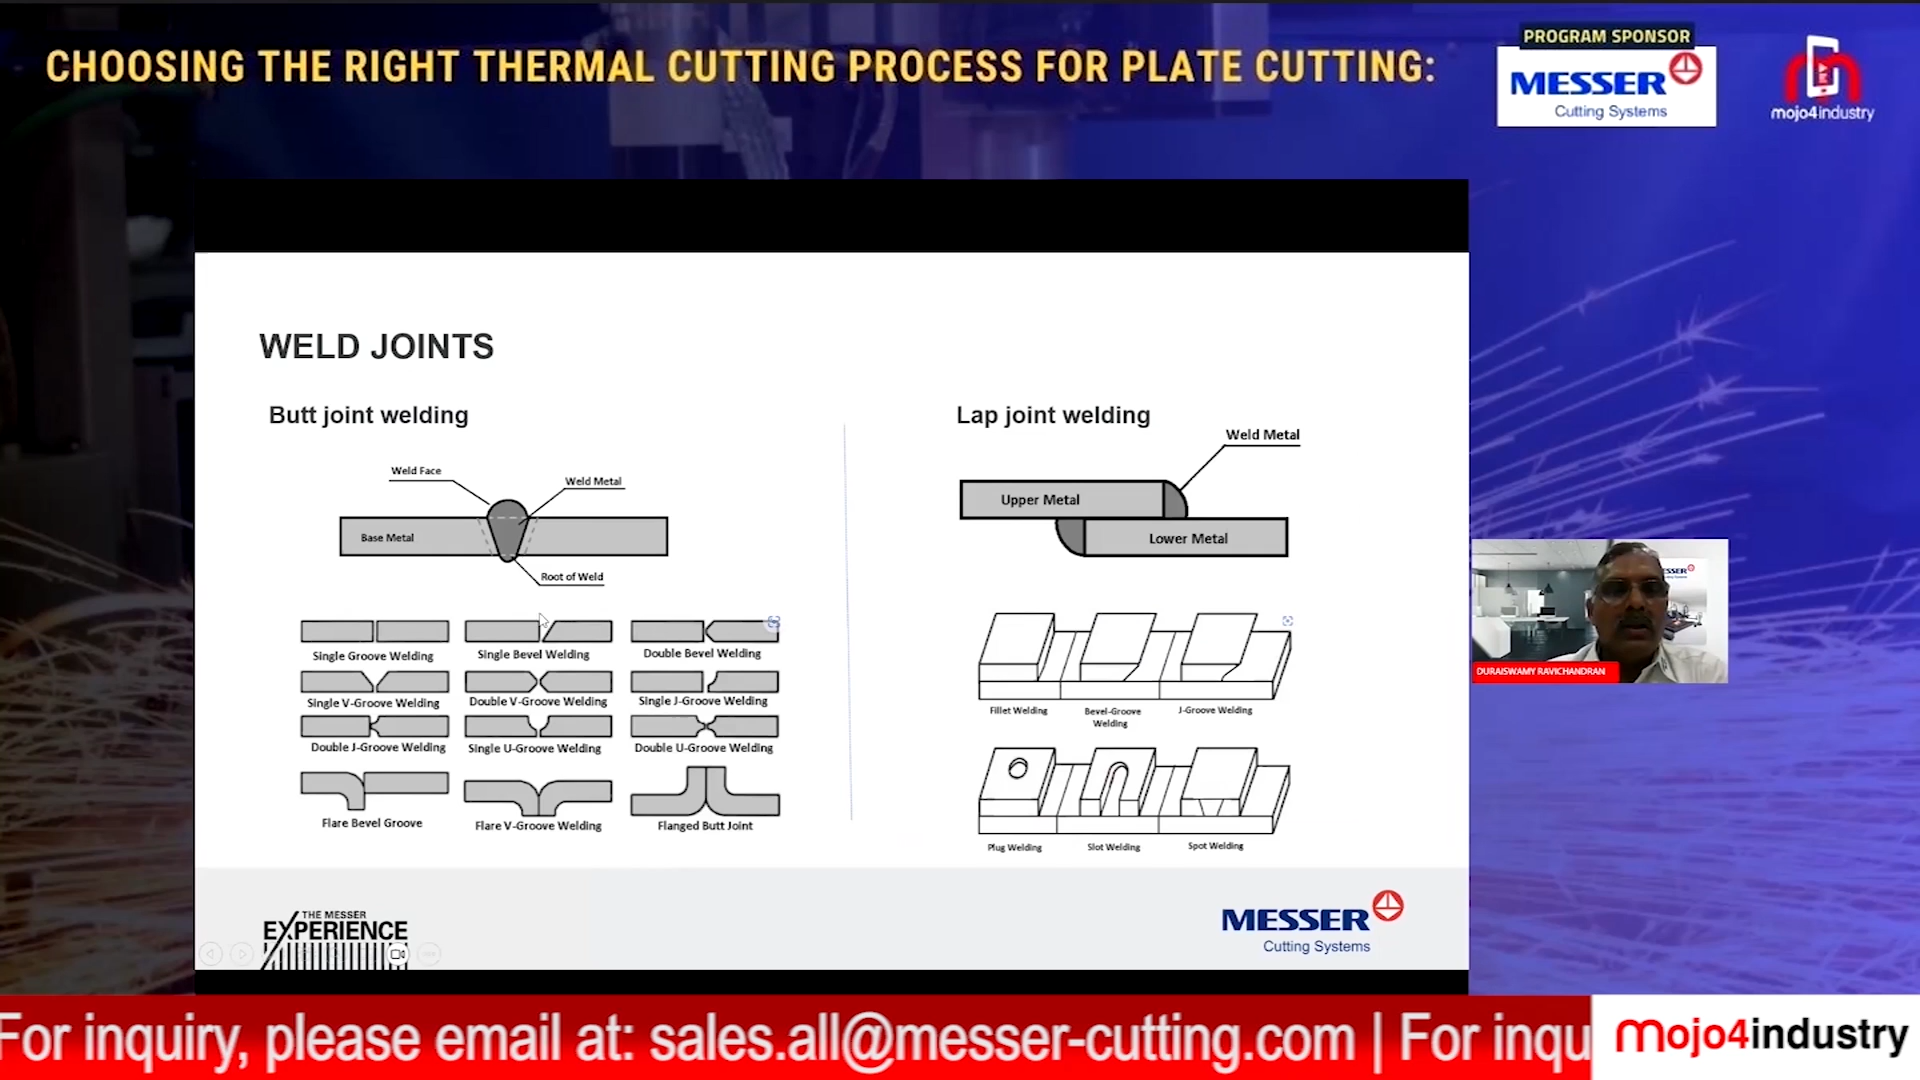 CHOOSING THE RIGHT THERMAL CUTTING PROCESS FOR PLATE CUTTING:
PROGRAM SPONSOR
MESSER
Cutting Systems
mojo4industry
WELD JOINTS
Butt joint welding
Weld Face
Weld Metal
Base Metal
Root of Weld
Single Groove Welding
Single Bevel Welding
Double Bevel Welding
Single V-Groove Welding
Double V-Groove Welding
Single J-Groove Welding
Double J-Groove Welding
Single U-Groove Welding
Double U-Groove Welding
Flare Bevel Groove
Flare V-Groove Welding
Flanged Butt Joint
Lap joint welding
Weld Metal
Upper Metal
Lower Metal
Fillet Welding
Bevel-Groove
Welding
J-Groove Welding
Plug Welding
Slot Welding
Spot Welding
DURAISWAMY RAVICHANDRAN
THE MESSER
EXPERIENCE
MESSER
Cutting Systems
For inquiry, please email at: sales.all@messer-cutting.com | For inqu
mojo4industry